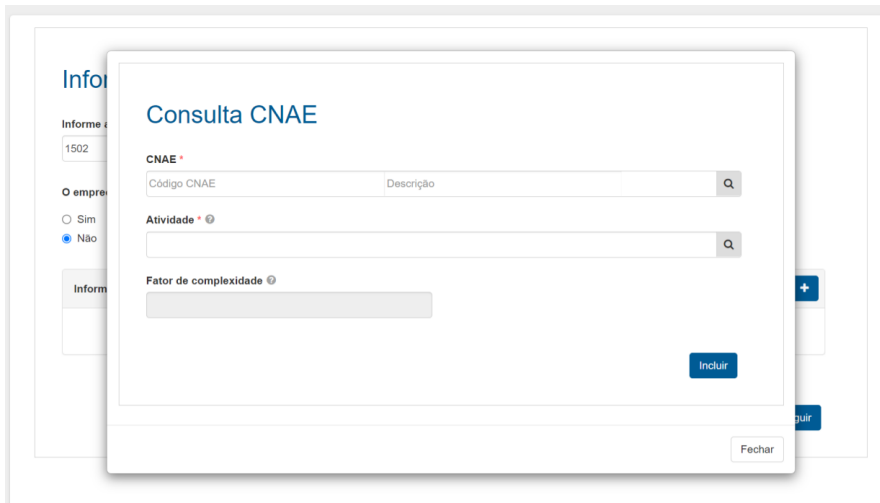 Infor
Informe a
1502
O empre
Sim
Não
Inform
Consulta CNAE
CNAE *
Código CNAE Descrição
Atividade *
Fator de complexidade
Incluir
guir
Fechar